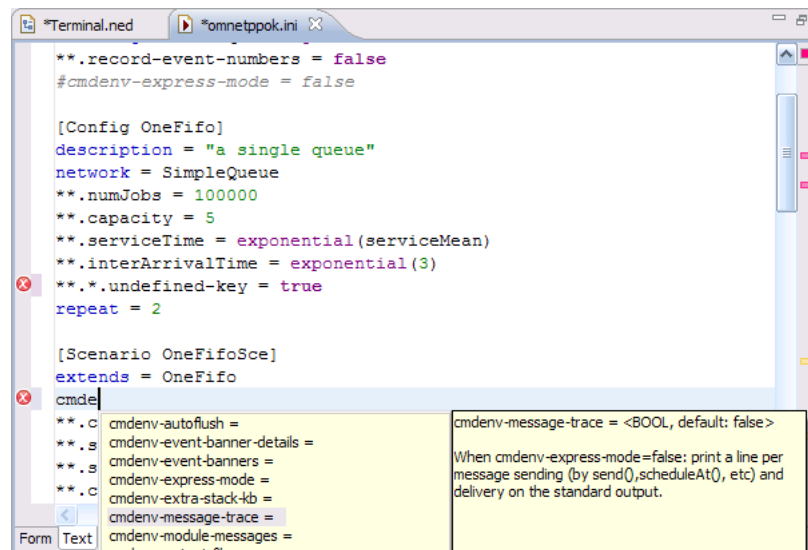 *Terminal.ned *omnetppok.ini
**.record-event-numbers = false
#cmdenv-express-mode = false
[Config OneFifo]
description = "a single queue"
network = SimpleQueue
**.numJobs = 100000
**.capacity = 5
**.serviceTime = exponential(serviceMean)
**.interArrivalTime = exponential(3)
**.*.undefined-key = true
repeat = 2
[Scenario OneFifoSce]
extends = OneFifo
cmde
**.c
**.s
**.s
**.c
cmdenv-autoflush =
cmdenv-event-banner-details =
cmdenv-event-banners =
cmdenv-express-mode =
cmdenv-extra-stack-kb =
cmdenv-message-trace =
cmdenv-module-messages =
cmdenv-message-trace = <BOOL, default: false>
When cmdenv-express-mode=false: print a line per
message sending (by send(),scheduleAt(), etc) and
delivery on the standard output.
Form Text